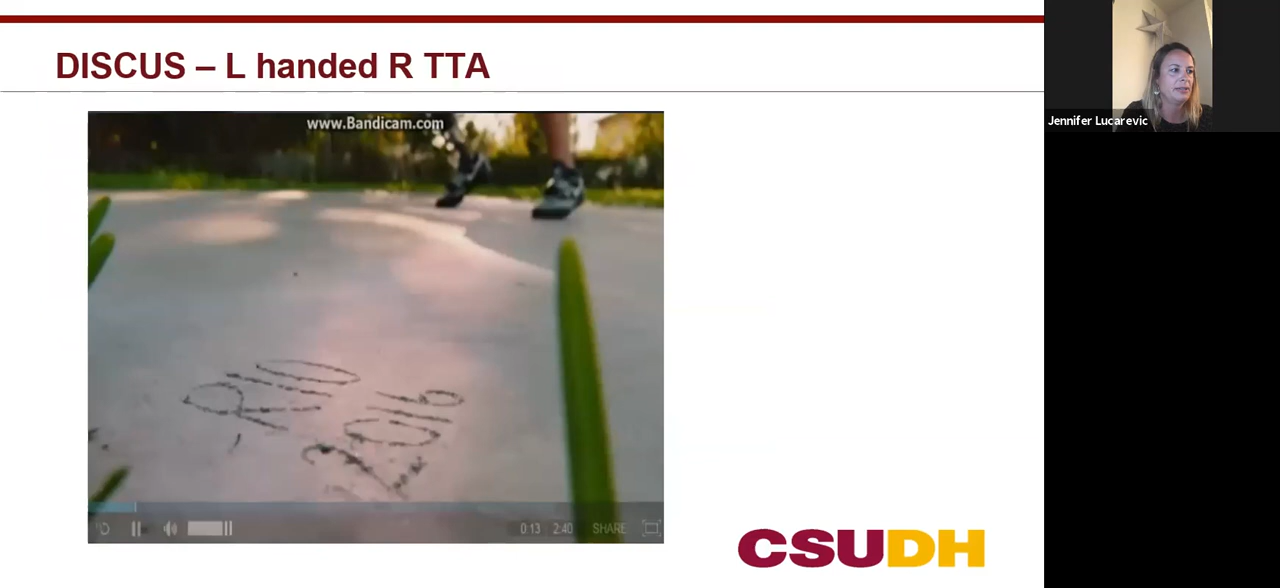 DISCUS – L handed R TTA
www.Bandicam.com
RIO
2016
0:13 2:40 SHARE
CSUDH
Jennifer Lucarevic